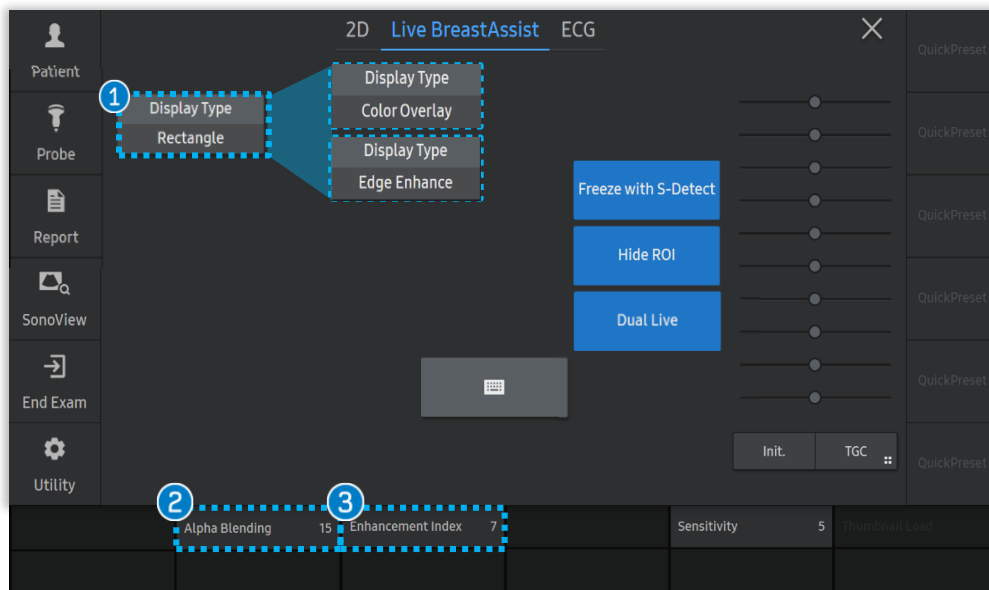 2D Live BreastAssist ECG
Patient
Probe
Report
SonoView
End Exam
Utility
1
Display Type
Rectangle
Display Type
Color Overlay
Display Type
Edge Enhance
Freeze with S-Detect
Hide ROI
Dual Live
Init. TGC
QuickPreset
QuickPreset
QuickPreset
QuickPreset
QuickPreset
QuickPreset
2
Alpha Blending 15
3
Enhancement Index 7
Sensitivity 5
Thumbnail Load